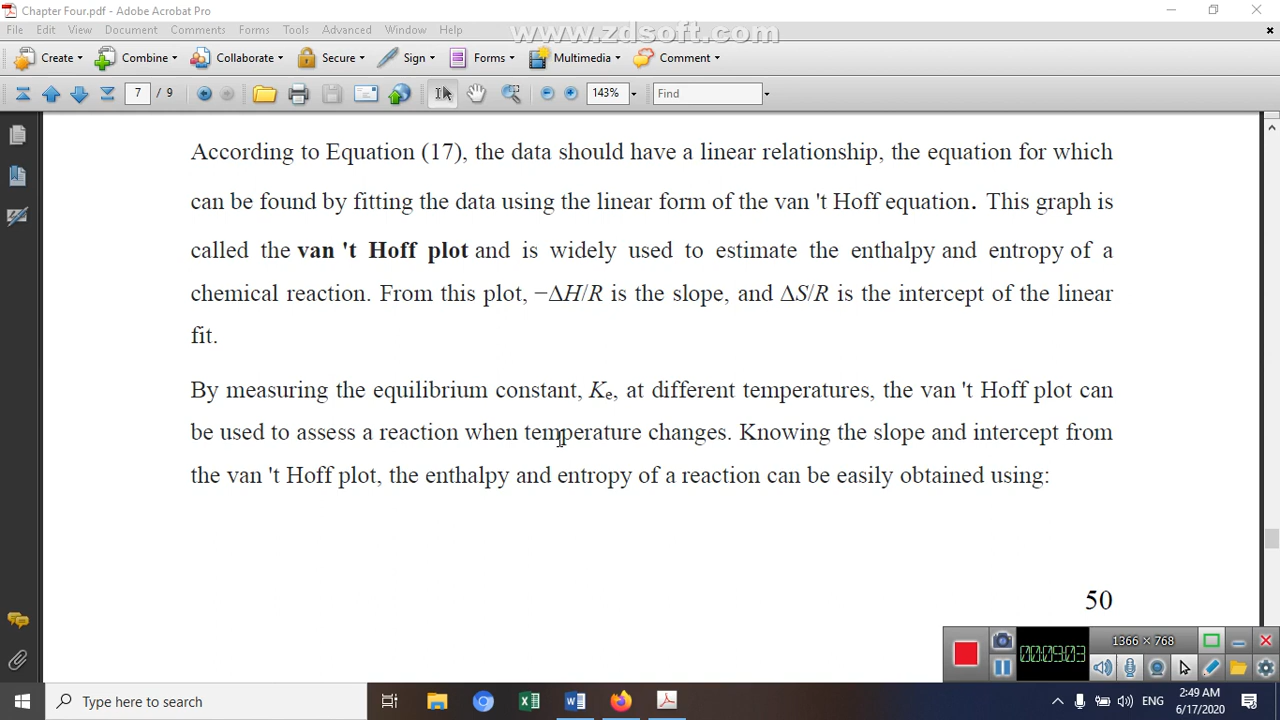 Chapter Four.pdf - Adobe Acrobat Pro
File Edit View Document Comments Forms Tools Advanced Window Help
www.zdsoft.com
Create Combine Collaborate Secure Sign Forms Multimedia Comment
7 / 9 143% Find
According to Equation (17), the data should have a linear relationship, the equation for which
can be found by fitting the data using the linear form of the van 't Hoff equation. This graph is
called the van 't Hoff plot and is widely used to estimate the enthalpy and entropy of a
chemical reaction. From this plot, −ΔH/R is the slope, and ΔS/R is the intercept of the linear
fit.
By measuring the equilibrium constant, Ke, at different temperatures, the van 't Hoff plot can
be used to assess a reaction when temperature changes. Knowing the slope and intercept from
the van 't Hoff plot, the enthalpy and entropy of a reaction can be easily obtained using:
50
1366 × 768
00:09:03
Type here to search
ENG
2:49 AM
6/17/2020